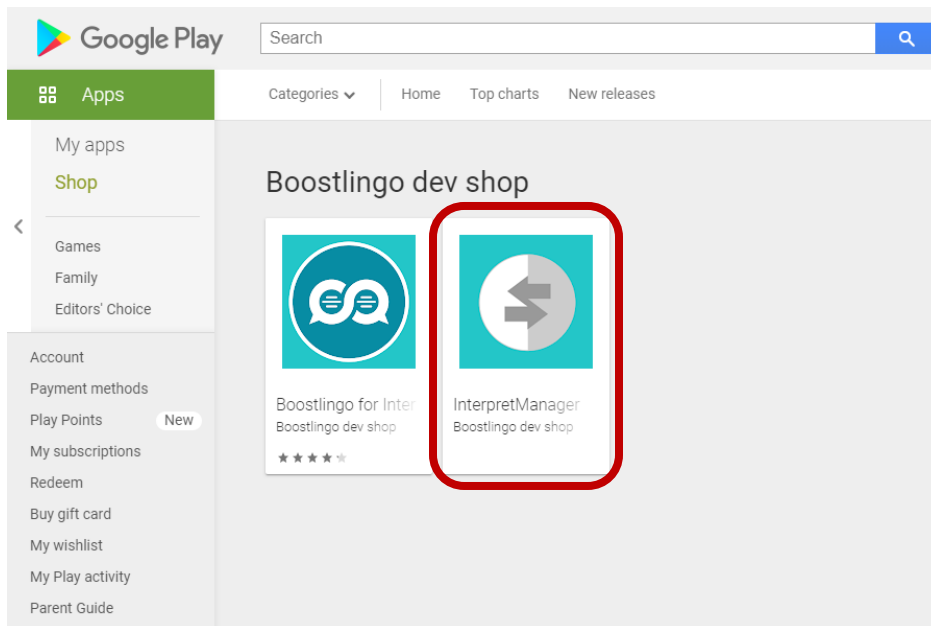 Google Play
Search
Apps
Categories
Home
Top charts
New releases
My apps
Shop
Games
Family
Editors' Choice
Account
Payment methods
Play Points New
My subscriptions
Redeem
Buy gift card
My wishlist
My Play activity
Parent Guide
Boostlingo dev shop
Boostlingo for Inter
Boostlingo dev shop
InterpretManager
Boostlingo dev shop